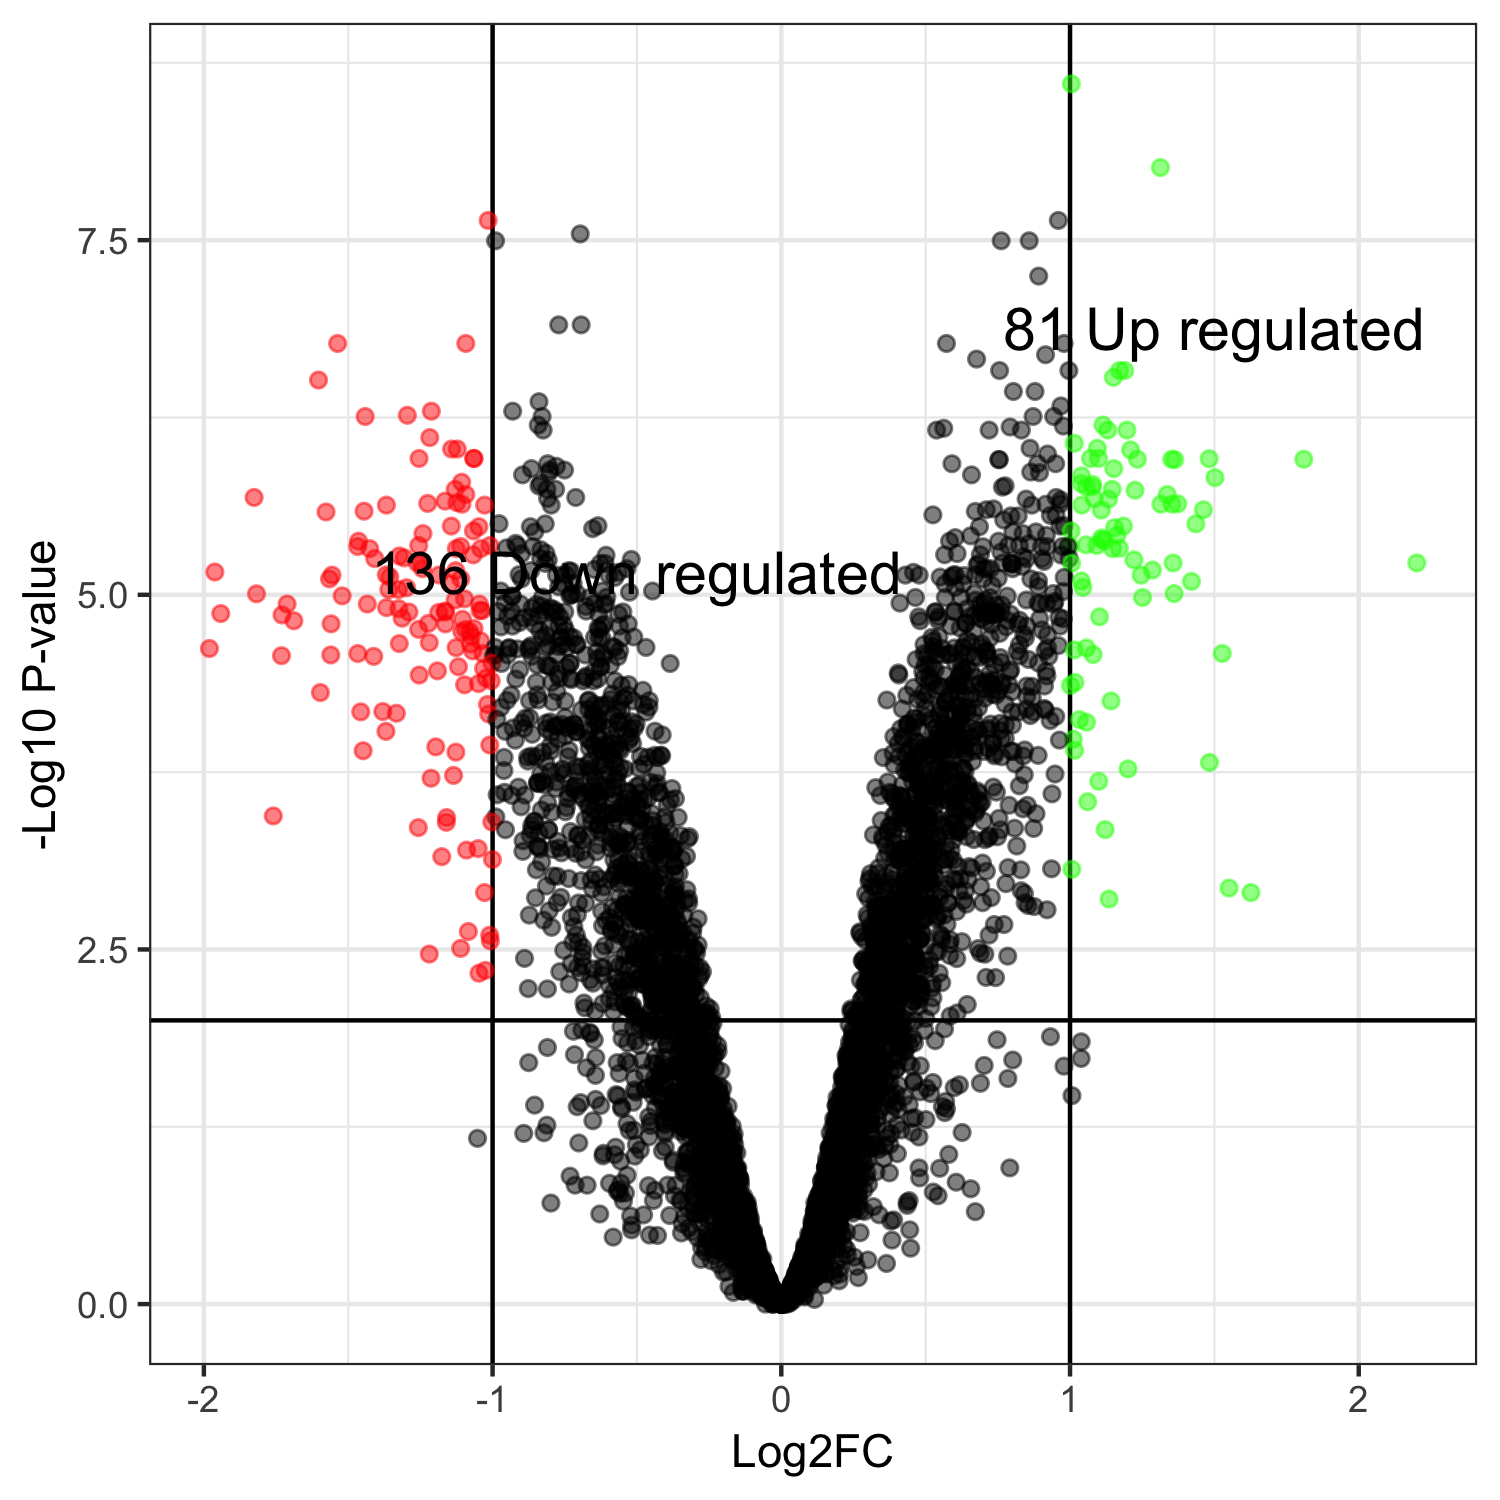 7.5
81 Up regulated
136 Down regulated
5.0
-Log10 P-value
2.5
0.0
-2 -1 0 1 2
Log2FC